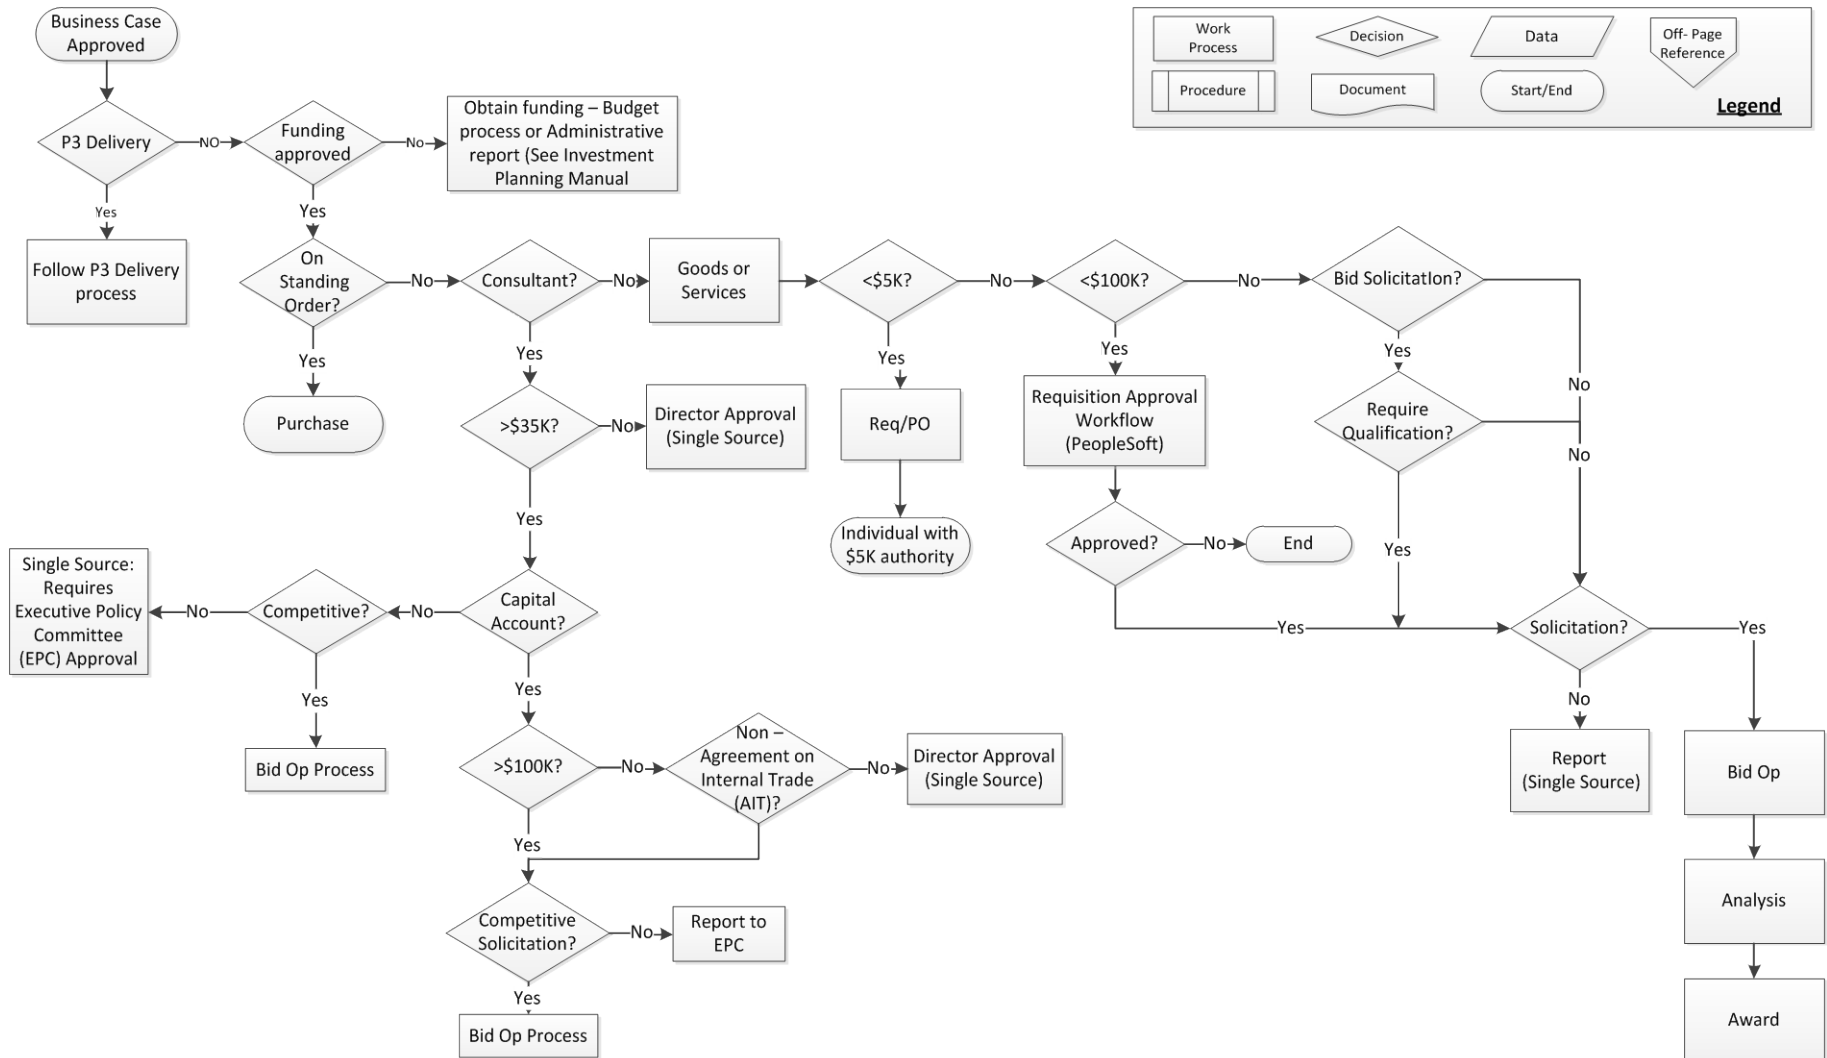 Business Case
Approved
Work
Process
Decision
Data
Off- Page
Reference
Procedure
Document
Start/End
Legend
P3 Delivery
NO
Funding
approved
No
Obtain funding – Budget
process or Administrative
report (See Investment
Planning Manual
Yes
Yes
Follow P3 Delivery
process
On
Standing
Order?
No
Consultant?
No
Goods or
Services
<$5K?
No
<$100K?
No
Bid Solicitation?
Yes
Yes
Yes
Yes
Yes
No
Purchase
>$35K?
No
Director Approval
(Single Source)
Req/PO
Requisition Approval
Workflow
(PeopleSoft)
Require
Qualification?
No
Yes
Individual with
$5K authority
Approved?
No
End
Yes
Single Source:
Requires
Executive Policy
Committee
(EPC) Approval
No
Competitive?
No
Capital
Account?
Yes
Solicitation?
Yes
Yes
Yes
No
Bid Op Process
>$100K?
No
Non –
Agreement on
Internal Trade
(AIT)?
No
Director Approval
(Single Source)
Report
(Single Source)
Bid Op
Yes
Competitive
Solicitation?
No
Report to
EPC
Analysis
Yes
Bid Op Process
Award